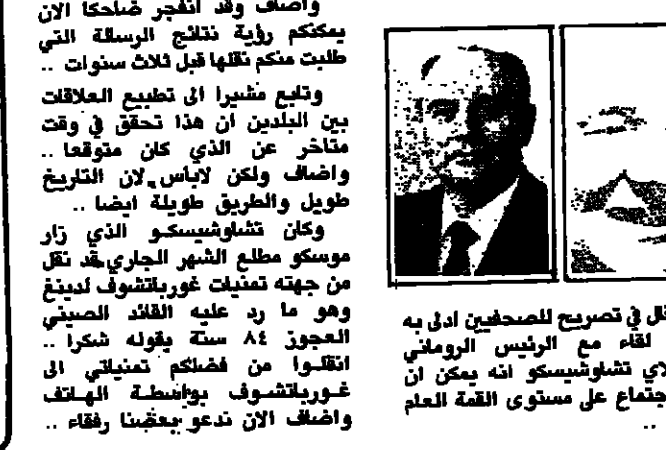 في تصريح للصحفيين ادلى به
لقاء مع الرئيس الروماني
لاي تشاوشيسكو انه يمكن ان
جتماع على مستوى القمة العام
..
واضاف وقد انفجر ضاحكا الان
يمكنكم رؤية نتائج الرسالة التي
طلبت منكم نقلها قبل ثلاث سنوات ..
وتابع مشيرا الى تطبيع العلاقات
بين البلدين ان هذا تحقق في وقت
متاخر عن الذي كان متوقعا ..
واضاف ولكن لاباس لان التاريخ
طويل والطريق طويلة ايضا ..
وكان تشاوشيسكو الذي زار
موسكو مطلع الشهر الجاري قد نقل
من جهته تمنيات غورباتشوف لدينغ
وهو ما رد عليه القائد الصيني
العجوز ٨٤ سنة بقوله شكرا ..
انقلوا من فضلكم تمنياتي الى
غورباتشوف بواسطة الهاتف
واضاف الان ندعو بعضنا رفقاء ..